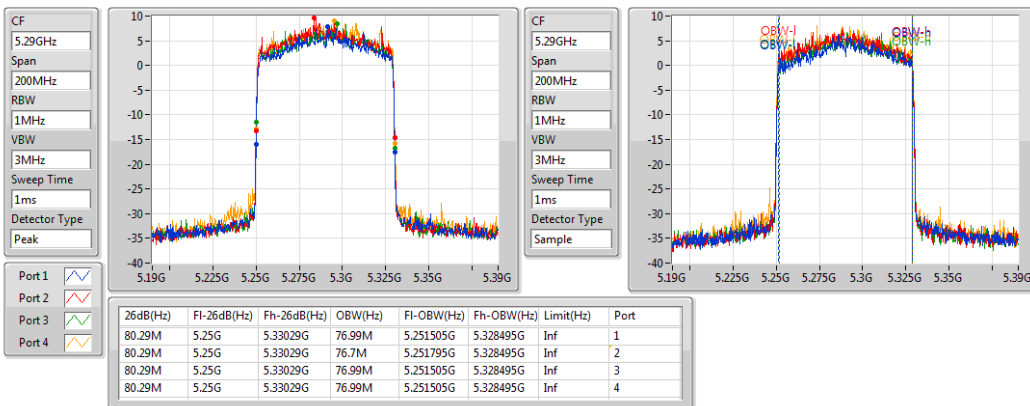 CF
5.29GHz
Span
200MHz
RBW
1MHz
VBW
3MHz
Sweep Time
1ms
Detector Type
Peak
10
5
0
-5
-10
-15
-20
-25
-30
-35
-40
5.19G 5.225G 5.25G 5.275G 5.3G 5.325G 5.35G 5.39G
CF
5.29GHz
Span
200MHz
RBW
1MHz
VBW
3MHz
Sweep Time
1ms
Detector Type
Sample
10
5
0
-5
-10
-15
-20
-25
-30
-35
-40
OBW-l OBW-h
5.19G 5.225G 5.25G 5.275G 5.3G 5.325G 5.35G 5.39G
Port 1
Port 2
Port 3
Port 4
26dB(Hz) Fl-26dB(Hz) Fh-26dB(Hz) OBW(Hz) Fl-OBW(Hz) Fh-OBW(Hz) Limit(Hz) Port
80.29M 5.25G 5.33029G 76.99M 5.251505G 5.328495G Inf 1
80.29M 5.25G 5.33029G 76.7M 5.251795G 5.328495G Inf 2
80.29M 5.25G 5.33029G 76.99M 5.251505G 5.328495G Inf 3
80.29M 5.25G 5.33029G 76.99M 5.251505G 5.328495G Inf 4